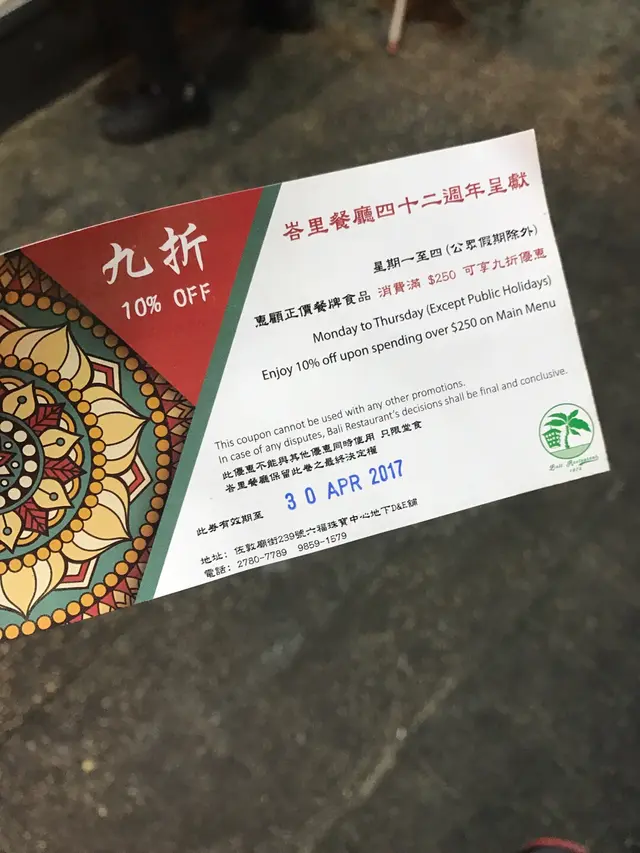 九折
10% OFF
峇里餐廳四十二週年呈獻
星期一至四 (公眾假期除外)
惠顧正價餐牌食品 消費滿 $250 可享九折優惠
Monday to Thursday (Except Public Holidays)
Enjoy 10% off upon spending over $250 on Main Menu
This coupon cannot be used with any other promotions.
In case of any disputes, Bali Restaurant's decisions shall be final and conclusive.
此優惠不能與其他優惠同時使用 只限堂食
峇里餐廳保留此卷之最終決定權
此券有效期至 30 APR 2017
地址: 佐敦廟街239號六福珠寶中心地下D&E舖
電話: 2780-7789 9859-1579
Bali Restaurant